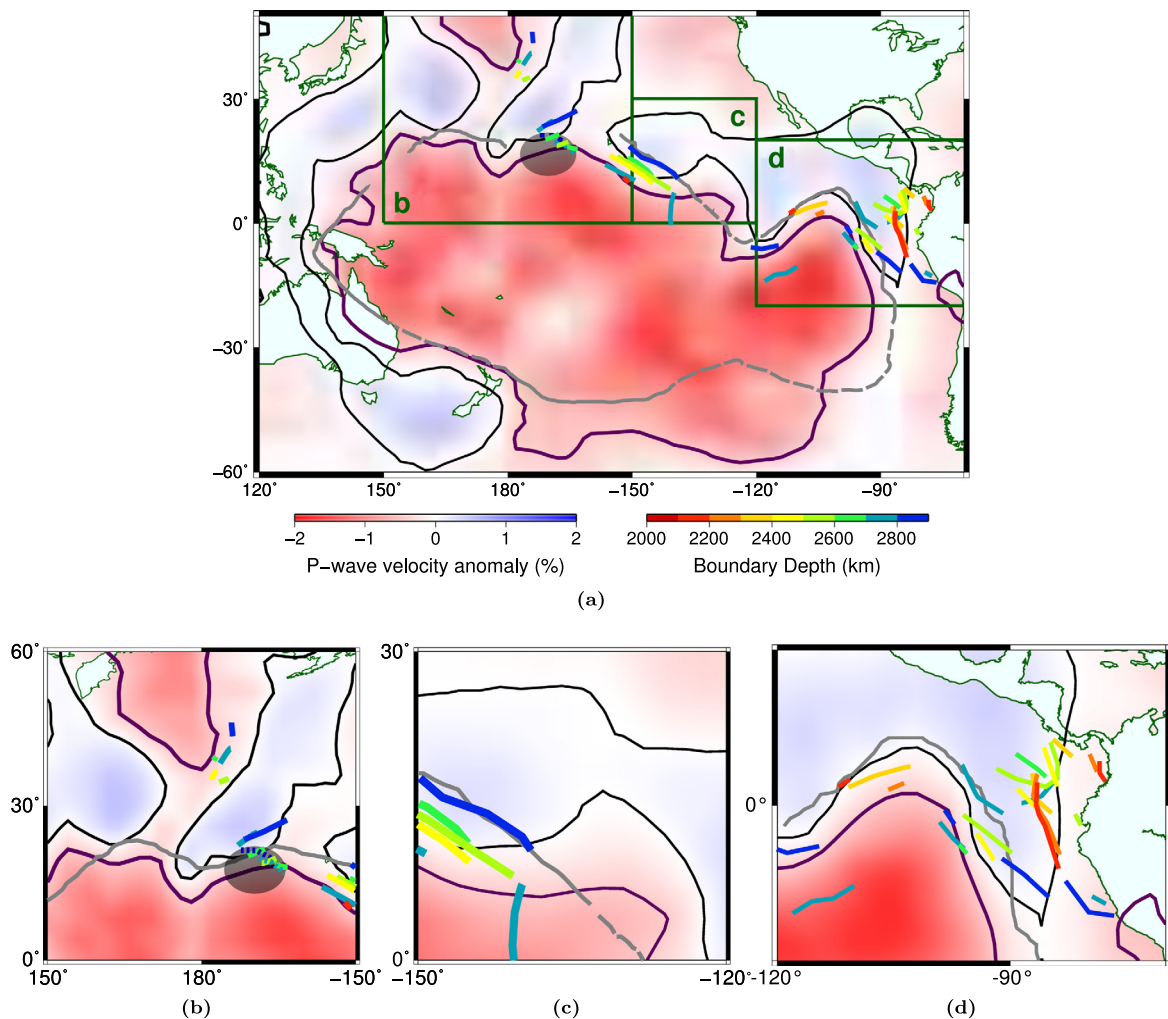 30˚
0˚
−30˚
−60˚
b
c
d
120 150 180 −150˚ −120˚ −90˚
−2 −1 0 1 2
P−wave velocity anomaly (%)
2000 2200 2400 2600 2800
Boundary Depth (km)
(a)
60˚
30˚
0˚
150˚ 180˚ −150˚
(b)
30˚
0˚
−150˚ −120˚
(c)
0˚
−120˚ −90˚
(d)